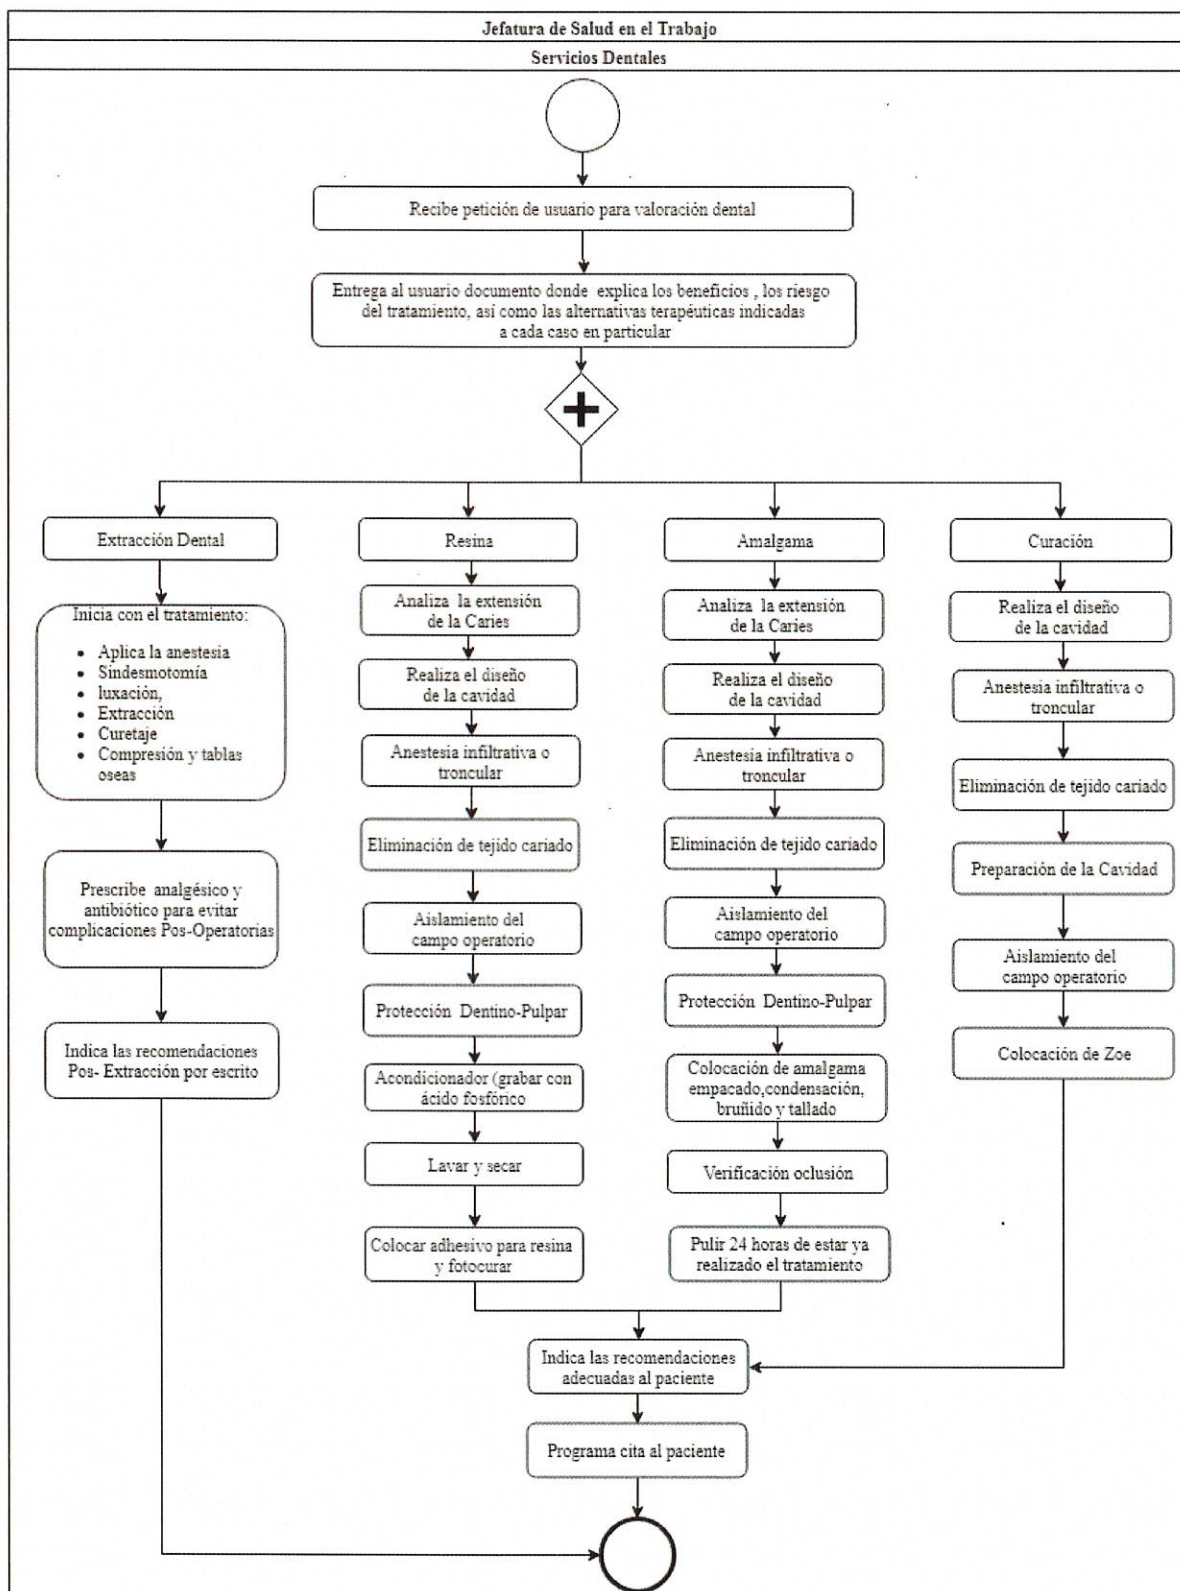 Jefatura de Salud en el Trabajo
Servicios Dentales
Recibe petición de usuario para valoración dental
Entrega al usuario documento donde explica los beneficios , los riesgo
del tratamiento, así como las alternativas terapéuticas indicadas
a cada caso en particular
Extracción Dental
Inicia con el tratamiento:
• Aplica la anestesia
• Sindesmotomía
• luxación,
• Extracción
• Curetaje
• Compresión y tablas
oseas
Prescribe analgésico y
antibiótico para evitar
complicaciones Pos-Operatorias
Indica las recomendaciones
Pos- Extracción por escrito
Resina
Analiza la extensión
de la Caries
Realiza el diseño
de la cavidad
Anestesia infiltrativa o
troncular
Eliminación de tejido cariado
Aislamiento del
campo operatorio
Protección Dentino-Pulpar
Acondicionador (grabar con
ácido fosfórico
Lavar y secar
Colocar adhesivo para resina
y fotocurar
Amalgama
Analiza la extensión
de la Caries
Realiza el diseño
de la cavidad
Anestesia infiltrativa o
troncular
Eliminación de tejido cariado
Aislamiento del
campo operatorio
Protección Dentino-Pulpar
Colocación de amalgama
empacado,condensación,
bruñido y tallado
Verificación oclusión
Pulir 24 horas de estar ya
realizado el tratamiento
Curación
Realiza el diseño
de la cavidad
Anestesia infiltrativa o
troncular
Eliminación de tejido cariado
Preparación de la Cavidad
Aislamiento del
campo operatorio
Colocación de Zoe
Indica las recomendaciones
adecuadas al paciente
Programa cita al paciente